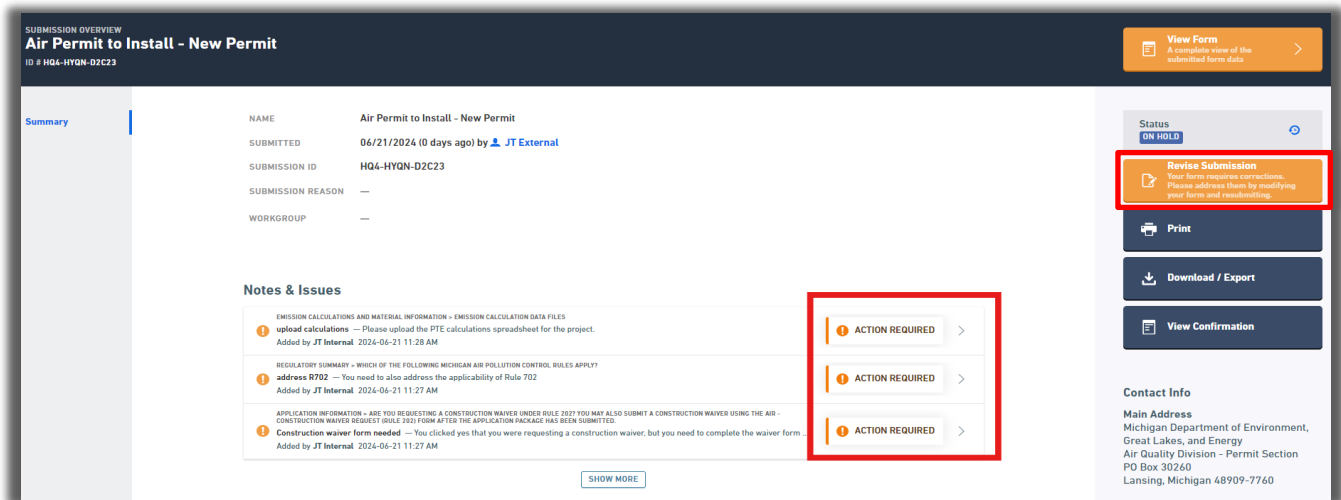 SUBMISSION OVERVIEW
Air Permit to Install - New Permit
ID # HQ4-HYQN-D2C23
View Form
A complete view of the
submitted form data
Summary
NAME Air Permit to Install - New Permit
SUBMITTED 06/21/2024 (0 days ago) by JT External
SUBMISSION ID HQ4-HYQN-D2C23
SUBMISSION REASON —
WORKGROUP —
Status
ON HOLD
Revise Submission
Your form requires corrections.
Please address them by modifying
your form and resubmitting.
Print
Download / Export
View Confirmation
Notes & Issues
EMISSION CALCULATIONS AND MATERIAL INFORMATION > EMISSION CALCULATION DATA FILES
upload calculations — Please upload the PTE calculations spreadsheet for the project.
Added by JT Internal 2024-06-21 11:28 AM
ACTION REQUIRED
REGULATORY SUMMARY > WHICH OF THE FOLLOWING MICHIGAN AIR POLLUTION CONTROL RULES APPLY?
address R702 — You need to also address the applicability of Rule 702
Added by JT Internal 2024-06-21 11:27 AM
ACTION REQUIRED
APPLICATION INFORMATION > ARE YOU REQUESTING A CONSTRUCTION WAIVER UNDER RULE 202? YOU MAY ALSO SUBMIT A CONSTRUCTION WAIVER USING THE AIR -
CONSTRUCTION WAIVER REQUEST (RULE 202) FORM AFTER THE APPLICATION PACKAGE HAS BEEN SUBMITTED.
Construction waiver form needed — You clicked yes that you were requesting a construction waiver, but you need to complete the waiver form ...
Added by JT Internal 2024-06-21 11:27 AM
ACTION REQUIRED
SHOW MORE
Contact Info
Main Address
Michigan Department of Environment,
Great Lakes, and Energy
Air Quality Division - Permit Section
PO Box 30260
Lansing, Michigan 48909-7760